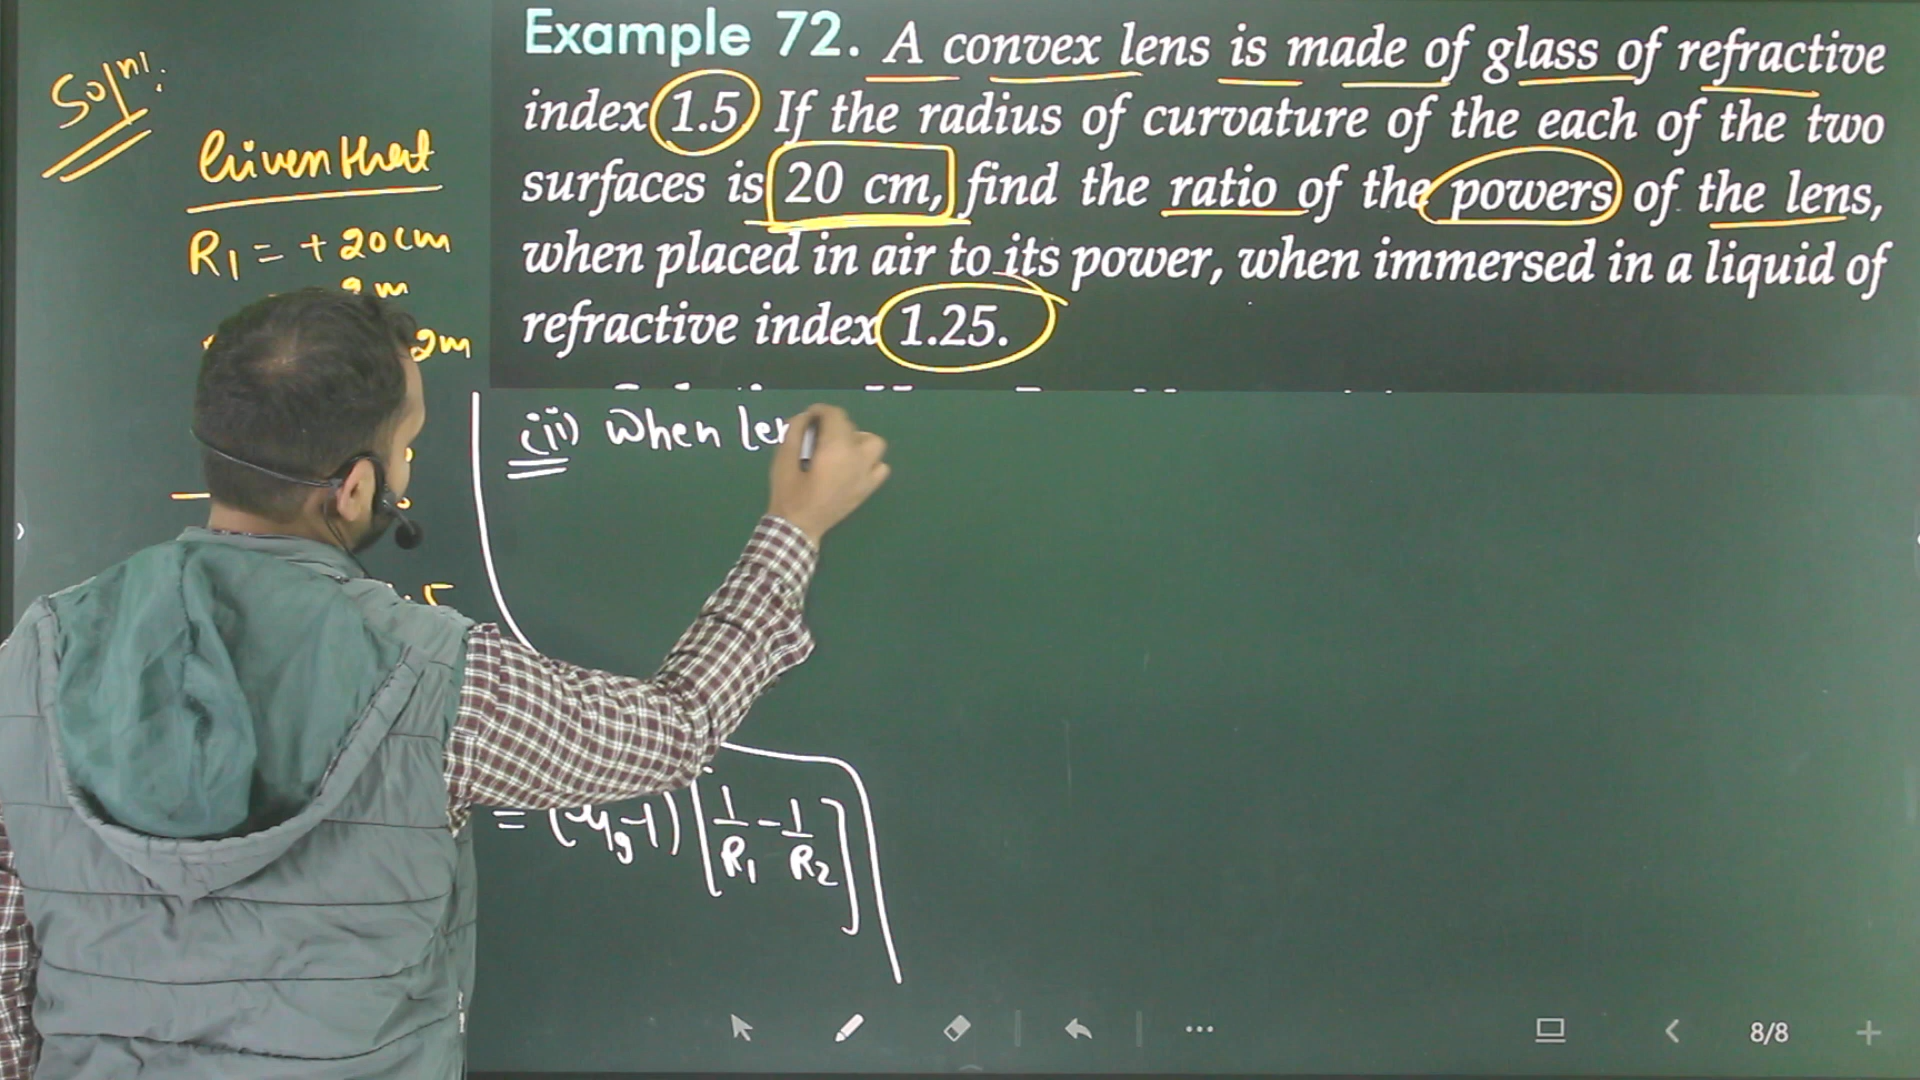 Example 72. A convex lens is made of glass of refractive
index 1.5 If the radius of curvature of the each of the two
surfaces is 20 cm, find the ratio of the powers of the lens,
when placed in air to its power, when immersed in a liquid of
refractive index 1.25.
Soln!.
Given that
R1 = +20cm
2m
2m
(ii) When len
= (μg-1) [1/R1 - 1/R2]
8/8